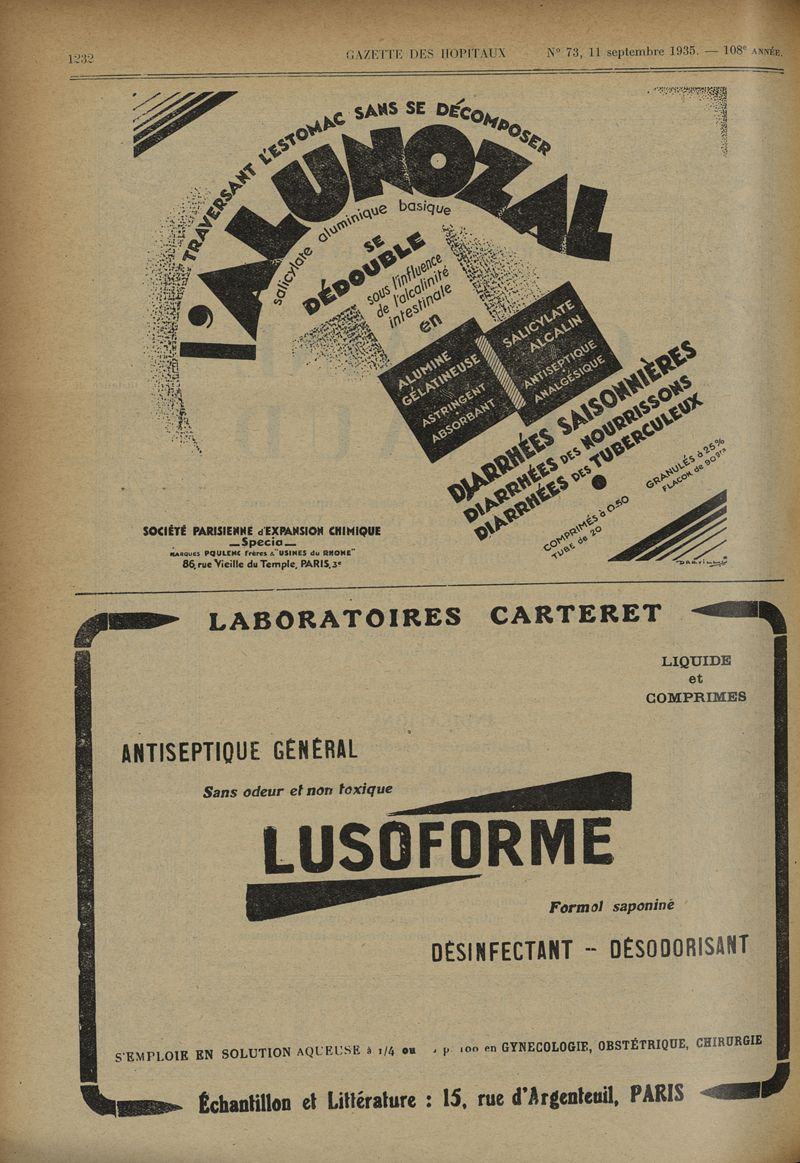 1232 GAZETTE DES HOPITAUX N° 73, 11 septembre 1935. — 108e ANNÉE.
TRAVERSANT L'ESTOMAC SANS SE DÉCOMPOSER
L'ALUNOZAL
salicylate aluminique basique
SE
DÉDOUBLE
sous l'influence
de l'alcalinité
intestinale
en
ALUMINE
GÉLATINEUSE
ASTRINGENT
ABSORBANT
SALICYLATE
ALCALIN
ANTISEPTIQUE
ANALGÉSIQUE
DIARRHÉES SAISONNIÈRES
DIARRHÉES DES NOURRISSONS
DIARRHÉES DES TUBERCULEUX
COMPRIMÉS à 0.50
TUBE de 20
GRANULÉS à 25%
FLACON de 90grs
SOCIÉTÉ PARISIENNE d'EXPANSION CHIMIQUE
—Specia—
MARQUES POULENC frères & "USINES du RHONE"
86, rue Vieille du Temple, PARIS, 3e
LABORATOIRES CARTERET
LIQUIDE
et
COMPRIMES
ANTISEPTIQUE GÉNÉRAL
Sans odeur et non toxique
LUSOFORME
Formol saponiné
DÉSINFECTANT -- DÉSODORISANT
S'EMPLOIE EN SOLUTION AQUEUSE à 1/4 ou p. 100 en GYNECOLOGIE, OBSTÉTRIQUE, CHIRURGIE
Échantillon et Littérature : 15, rue d'Argenteuil, PARIS